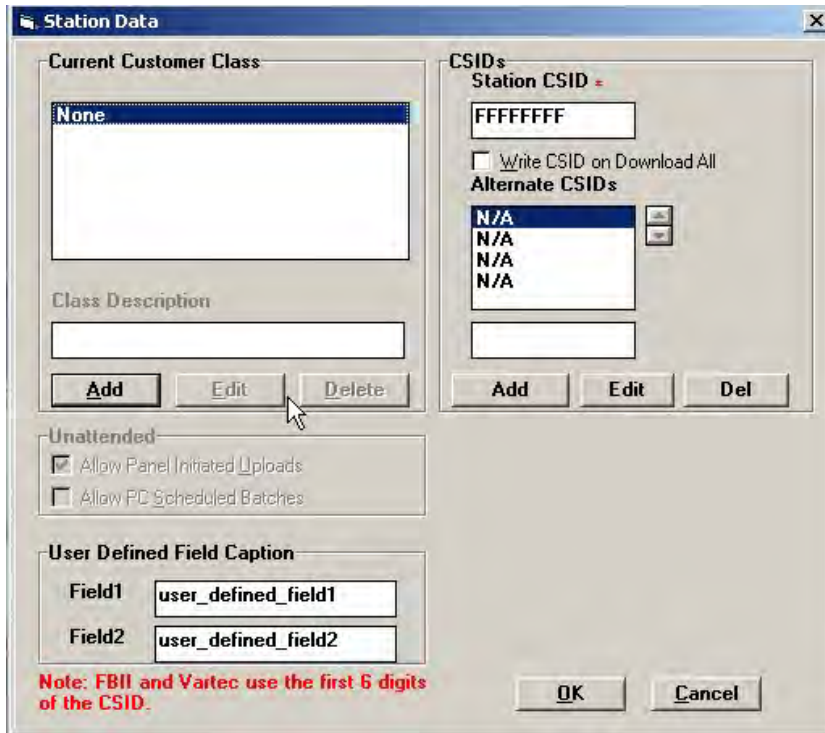 Station Data
Current Customer Class
None
Class Description
Add Edit Delete
Unattended
Allow Panel Initiated Uploads
Allow PC Scheduled Batches
User Defined Field Caption
Field1 user_defined_field1
Field2 user_defined_field2
Note: FBII and Vartec use the first 6 digits
of the CSID.
CSIDs
Station CSID *
FFFFFFFF
Write CSID on Download All
Alternate CSIDs
N/A
N/A
N/A
N/A
Add Edit Del
OK Cancel